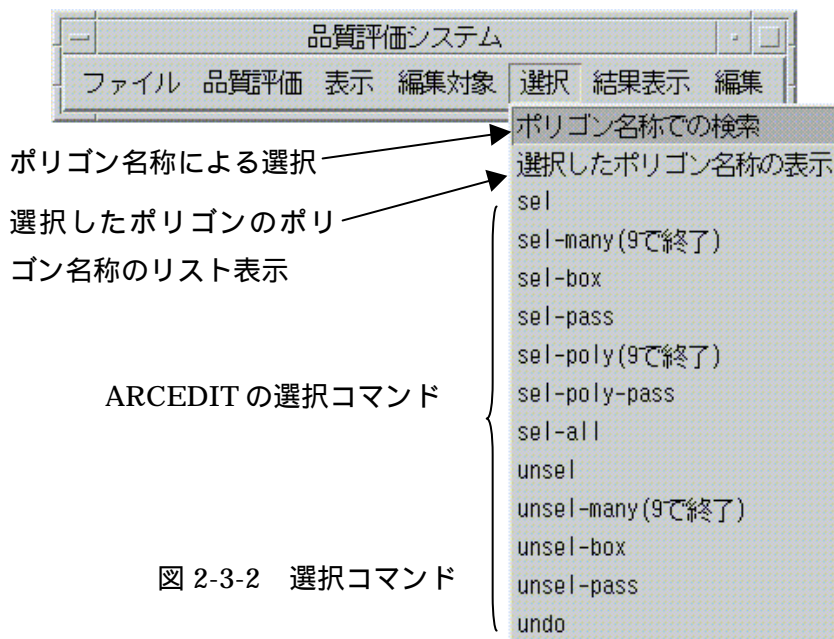 品質評価システム
ファイル 品質評価 表示 編集対象 選択 結果表示 編集
ポリゴン名称での検索
選択したポリゴン名称の表示
sel
sel-many(9で終了)
sel-box
sel-pass
sel-poly(9で終了)
sel-poly-pass
sel-all
unsel
unsel-many(9で終了)
unsel-box
unsel-pass
undo
ポリゴン名称による選択
選択したポリゴンのポリ
ゴン名称のリスト表示
ARCEDITの選択コマンド
図 2-3-2 選択コマンド